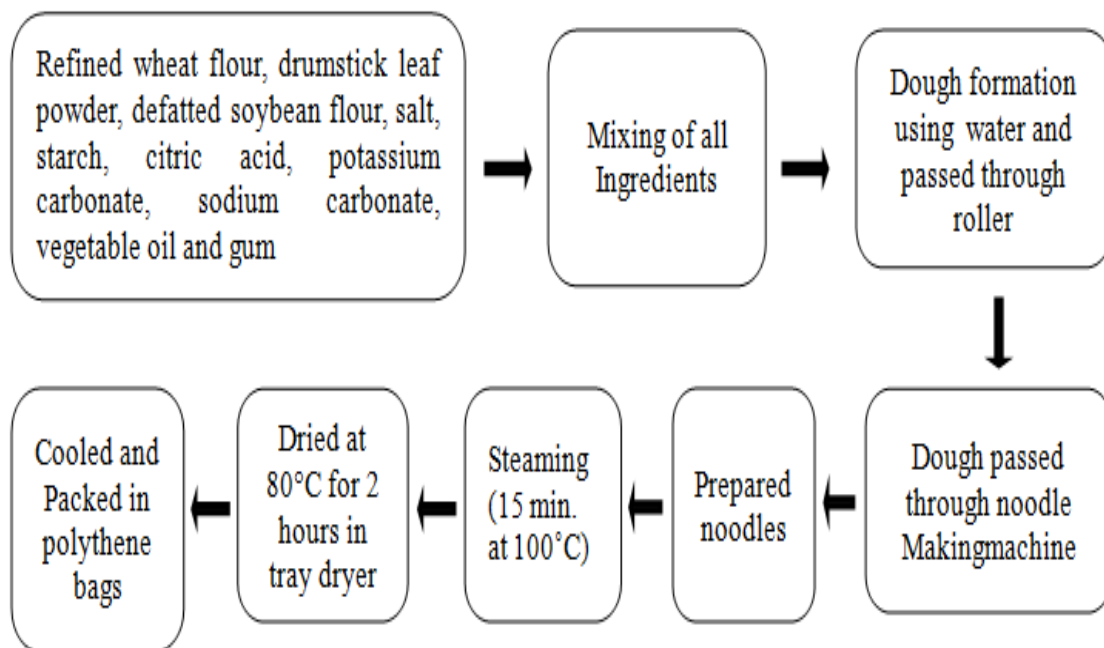 Refined wheat flour, drumstick leaf
powder, defatted soybean flour, salt,
starch, citric acid, potassium
carbonate, sodium carbonate,
vegetable oil and gum
Mixing of all
Ingredients
Dough formation
using water and
passed through
roller
Dough passed
through noodle
Makingmachine
Prepared
noodles
Steaming
(15 min.
at 100˚C)
Dried at
80°C for 2
hours in
tray dryer
Cooled and
Packed in
polythene
bags